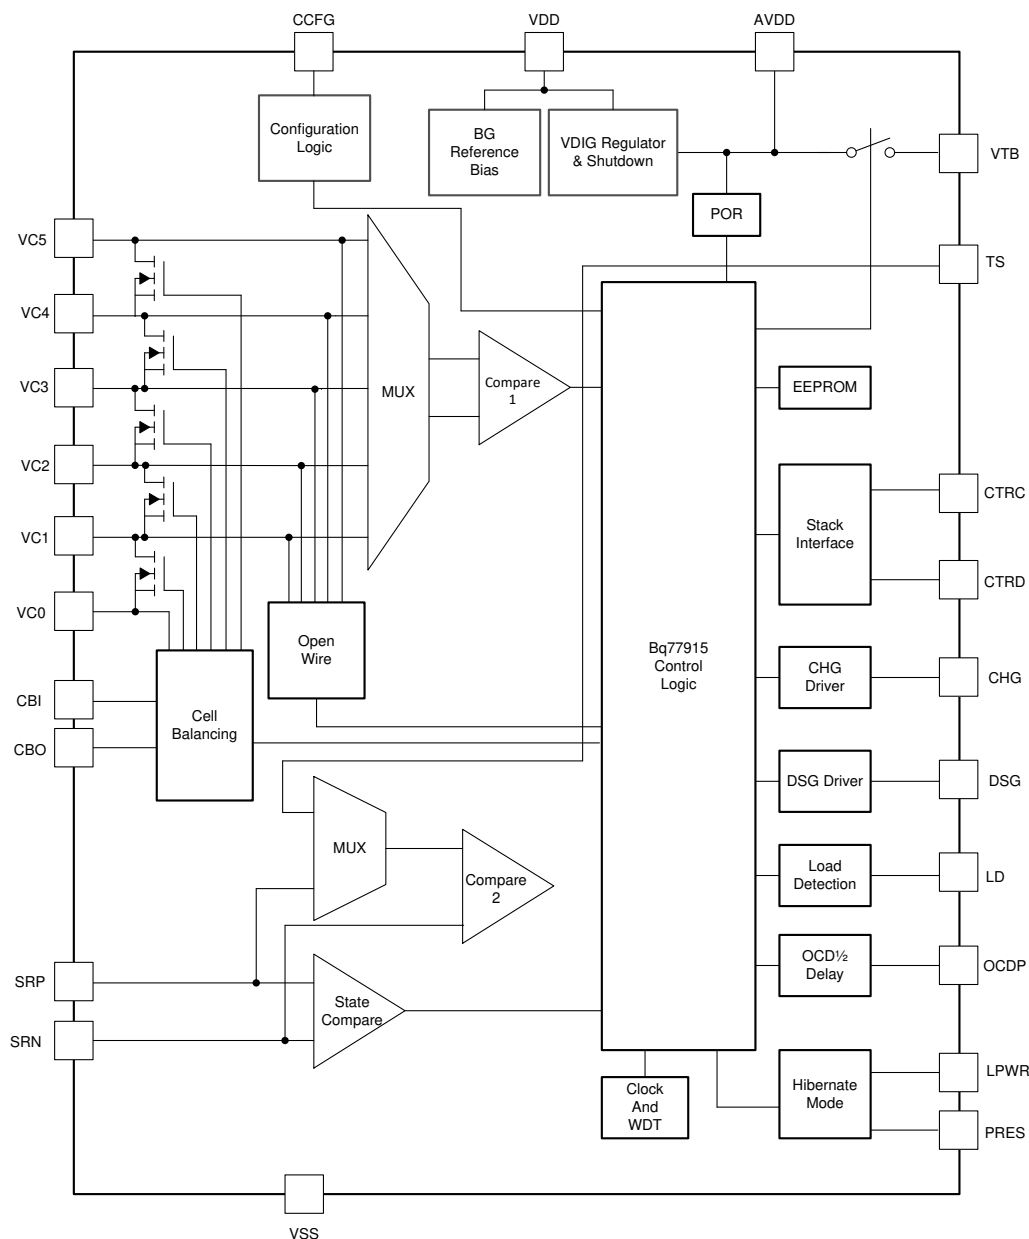 CCFG
VDD
AVDD
Configuration
Logic
BG
Reference
Bias
VDIG Regulator
& Shutdown
VTB
POR
VC5
TS
VC4
VC3
MUX
Compare
1
EEPROM
VC2
CTRC
VC1
Stack
Interface
CTRD
VC0
Open
Wire
Bq77915
Control
Logic
CHG
Driver
CHG
CBI
Cell
Balancing
CBO
DSG Driver
DSG
MUX
Compare
2
Load
Detection
LD
SRP
State
Compare
OCD½
Delay
OCDP
SRN
Clock
And
WDT
Hibernate
Mode
LPWR
PRES
VSS